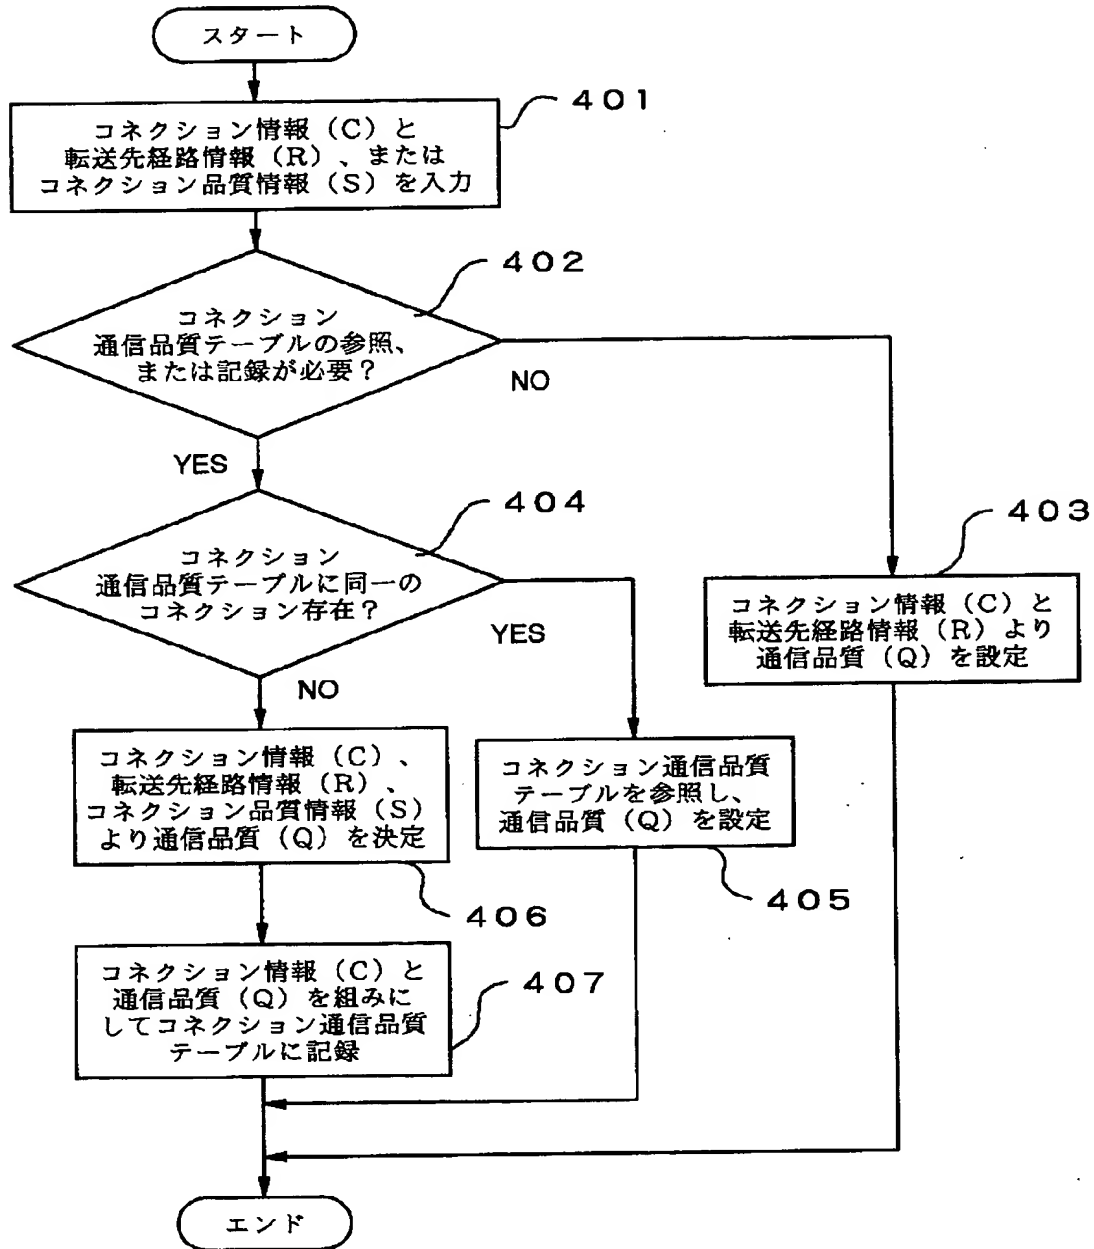 スタート
401
コネクション情報（C）と
転送先経路情報（R）、または
コネクション品質情報（S）を入力
402
コネクション
通信品質テーブルの参照、
または記録が必要？
NO
YES
404
コネクション
通信品質テーブルに同一の
コネクション存在？
YES
NO
403
コネクション情報（C）と
転送先経路情報（R）より
通信品質（Q）を設定
コネクション情報（C）、
転送先経路情報（R）、
コネクション品質情報（S）
より通信品質（Q）を決定
406
コネクション通信品質
テーブルを参照し、
通信品質（Q）を設定
405
コネクション情報（C）と
通信品質（Q）を組みに
してコネクション通信品質
テーブルに記録
407
エンド